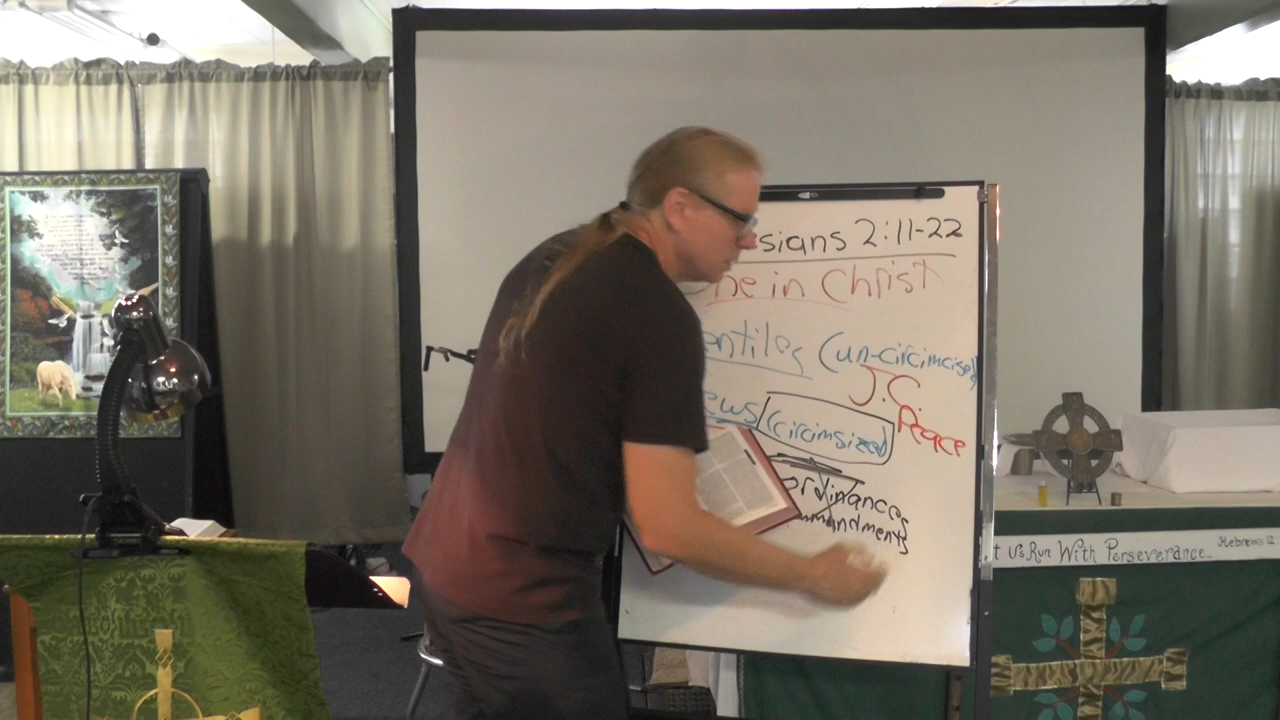 sians 2:11-22
ne in Christ
entiles (un-circimcised)
J.C.
Peace
ews (circimsized)
ordinances
mmandments
t us Run With Perseverance... Hebrews 12